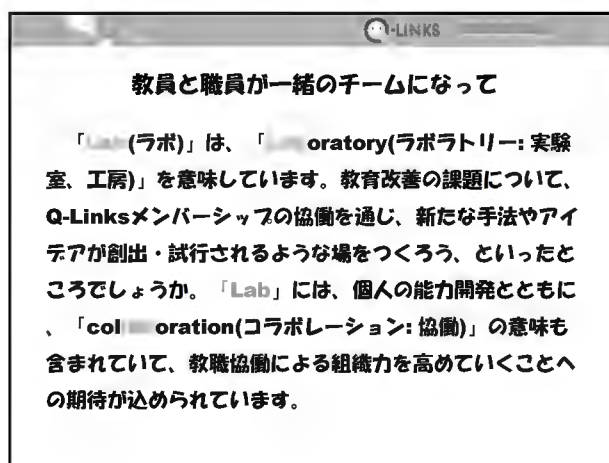 Q-LINKS
教員と職員が一緒のチームになって
「 (ラボ)」は、「 oratory(ラボラトリー: 実験
室、工房)」を意味しています。教育改善の課題について、
Q-Linksメンバーシップの協働を通じ、新たな手法やアイ
デアが創出・試行されるような場をつくろう、といったと
ころでしょうか。「Lab」には、個人の能力開発とともに
、「col oration(コラボレーション: 協働)」の意味も
含まれていて、教職協働による組織力を高めていくことへ
の期待が込められています。